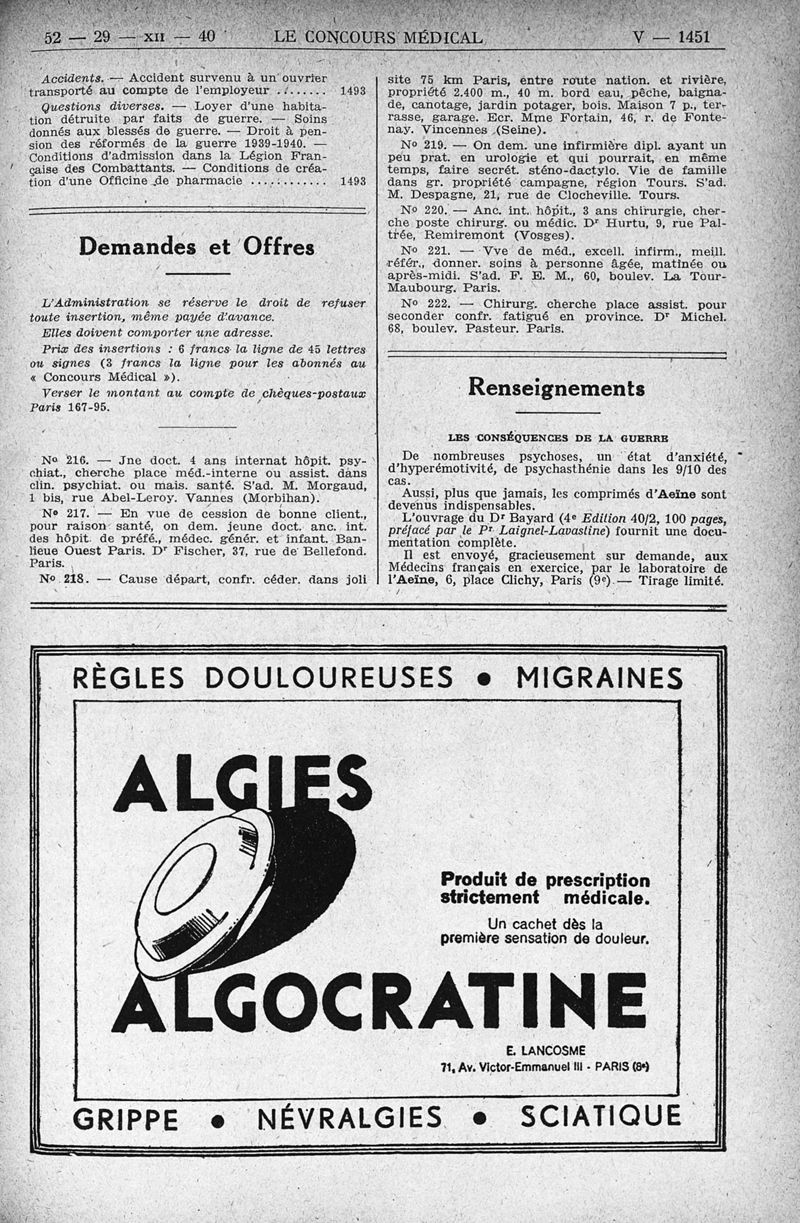 52 — 29 — XII — 40 LE CONCOURS MÉDICAL V — 1451
Accidents. — Accident survenu à un ouvrier
transporté au compte de l'employeur ........ 1493
Questions diverses. — Loyer d'une habita-
tion détruite par faits de guerre. — Soins
donnés aux blessés de guerre. — Droit à pen-
sion des réformés de la guerre 1939-1940. —
Conditions d'admission dans la Légion Fran-
çaise des Combattants. — Conditions de créa-
tion d'une Officine de pharmacie ............ 1493
Demandes et Offres
L'Administration se réserve le droit de refuser
toute insertion, même payée d'avance.
Elles doivent comporter une adresse.
Prix des insertions : 6 francs la ligne de 45 lettres
ou signes (3 francs la ligne pour les abonnés au
« Concours Médical »).
Verser le montant au compte de chèques-postaux
Paris 167-95.
No 216. — Jne doct. 4 ans internat hôpit. psy-
chiat., cherche place méd.-interne ou assist. dans
clin. psychiat. ou mais. santé. S'ad. M. Morgaud,
1 bis, rue Abel-Leroy. Vannes (Morbihan).
No 217. — En vue de cession de bonne client.,
pour raison santé, on dem. jeune doct. anc. int.
des hôpit. de préfé., médec. génér. et infant. Ban-
lieue Ouest Paris. Dr Fischer, 37, rue de Bellefond.
Paris.
No 218. — Cause départ, confr. céder. dans joli
site 75 km Paris, entre route nation. et rivière,
propriété 2.400 m., 40 m. bord eau, pêche, baigna-
de, canotage, jardin potager, bois. Maison 7 p., ter-
rasse, garage. Ecr. Mme Fortain, 46, r. de Fonte-
nay. Vincennes (Seine).
No 219. — On dem. une infirmière dipl. ayant un
peu prat. en urologie et qui pourrait, en même
temps, faire secrét. sténo-dactylo. Vie de famille
dans gr. propriété campagne, région Tours. S'ad.
M. Despagne, 21, rue de Clocheville. Tours.
No 220. — Anc. int. hôpit., 3 ans chirurgie, cher-
che poste chirurg. ou médic. Dr Hurtu, 9, rue Pal-
trée, Remiremont (Vosges).
No 221. — Vve de méd., excell. infirm., meill.
référ., donner. soins à personne âgée, matinée ou
après-midi. S'ad. F. E. M., 60, boulev. La Tour-
Maubourg. Paris.
No 222. — Chirurg. cherche place assist. pour
seconder confr. fatigué en province. Dr Michel.
68, boulev. Pasteur. Paris.
Renseignements
LES CONSÉQUENCES DE LA GUERRE
De nombreuses psychoses, un état d'anxiété,
d'hyperémotivité, de psychasthénie dans les 9/10 des
cas.
Aussi, plus que jamais, les comprimés d'Aeïne sont
devenus indispensables.
L'ouvrage du Dr Bayard (4e Edition 40/2, 100 pages,
préfacé par le Pr Laignel-Lavastine) fournit une docu-
mentation complète.
Il est envoyé, gracieusement sur demande, aux
Médecins français en exercice, par le laboratoire de
l'Aeïne, 6, place Clichy, Paris (9e) — Tirage limité.
RÈGLES DOULOUREUSES • MIGRAINES
ALGIES
Produit de prescription
strictement médicale.
Un cachet dès la
première sensation de douleur.
ALGOCRATINE
E. LANCOSME
71, Av. Victor-Emmanuel III - PARIS (8e)
GRIPPE • NÉVRALGIES • SCIATIQUE